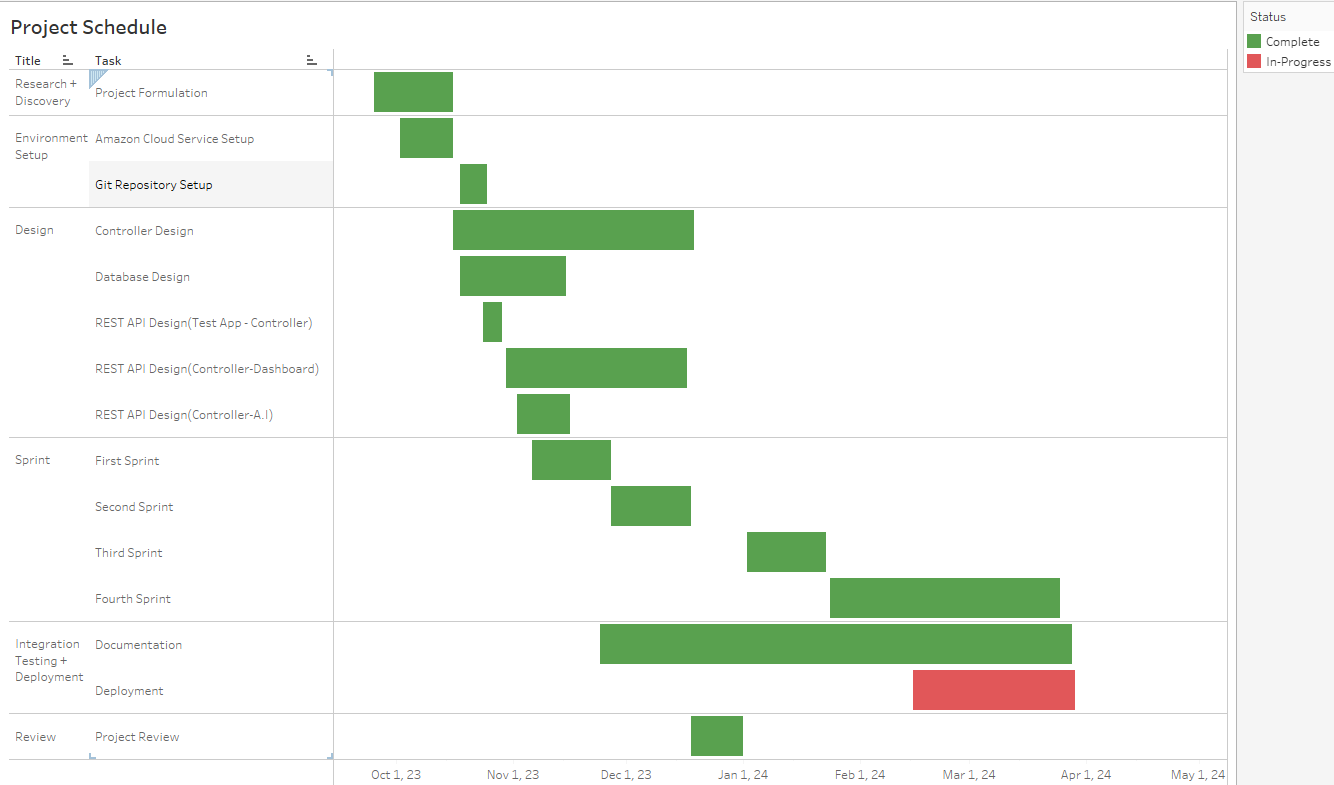 Project Schedule
Status
Complete
In-Progress
Title Task
Research +
Discovery
Project Formulation
Environment
Setup
Amazon Cloud Service Setup
Git Repository Setup
Design
Controller Design
Database Design
REST API Design(Test App - Controller)
REST API Design(Controller-Dashboard)
REST API Design(Controller-A.I)
Sprint
First Sprint
Second Sprint
Third Sprint
Fourth Sprint
Integration
Testing +
Deployment
Documentation
Deployment
Review
Project Review
Oct 1, 23 Nov 1, 23 Dec 1, 23 Jan 1, 24 Feb 1, 24 Mar 1, 24 Apr 1, 24 May 1, 24